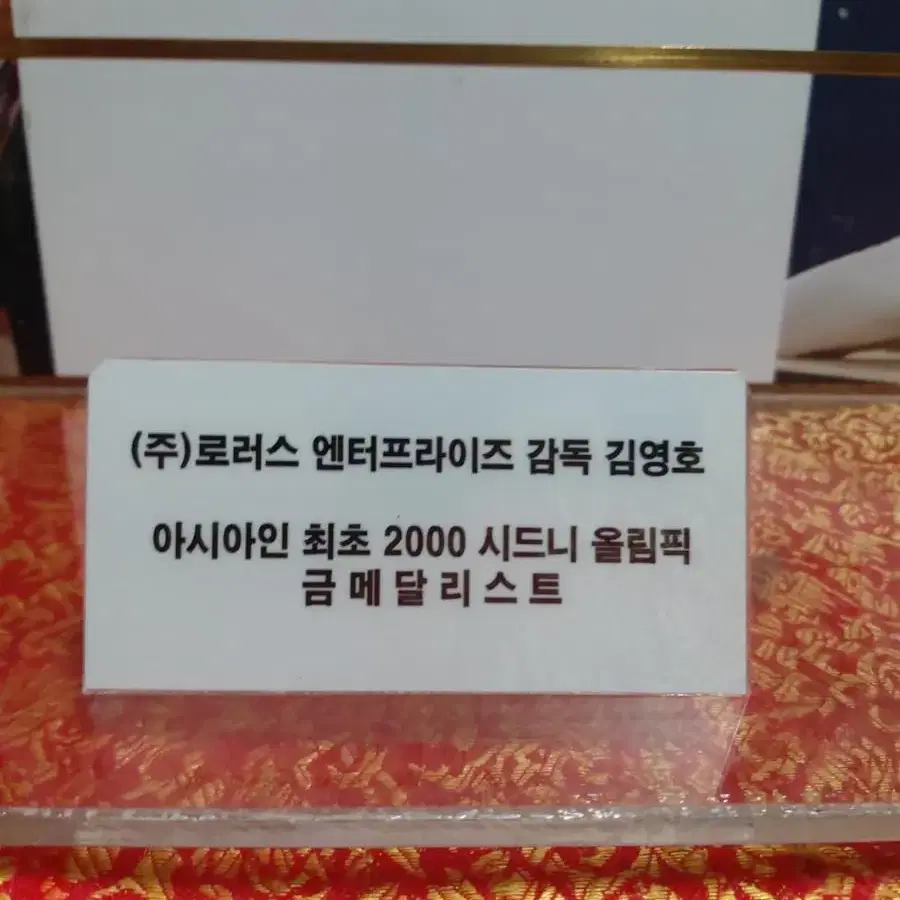 (주)로러스 엔터프라이즈 감독 김영호
아시아인 최초 2000 시드니 올림픽
금메달리스트